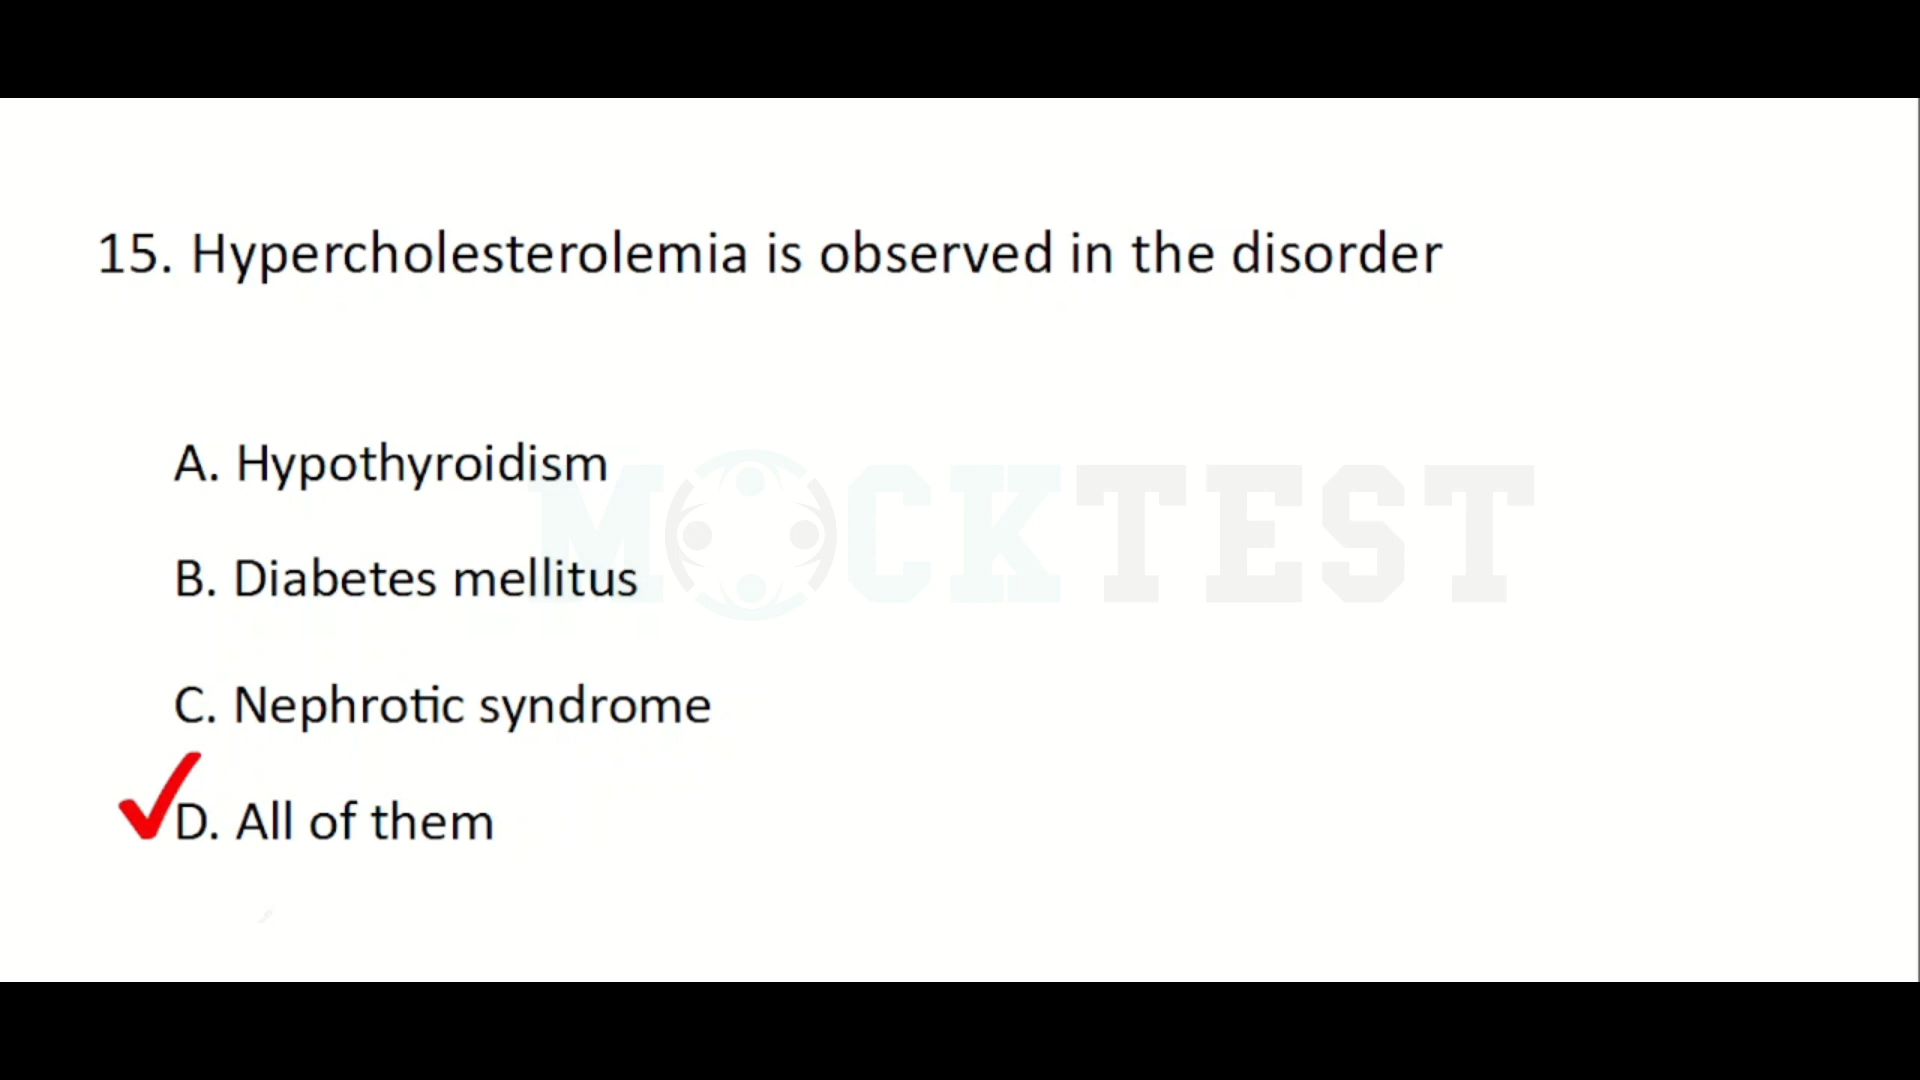 15. Hypercholesterolemia is observed in the disorder
A. Hypothyroidism
MOCKTEST
B. Diabetes mellitus
C. Nephrotic syndrome
D. All of them